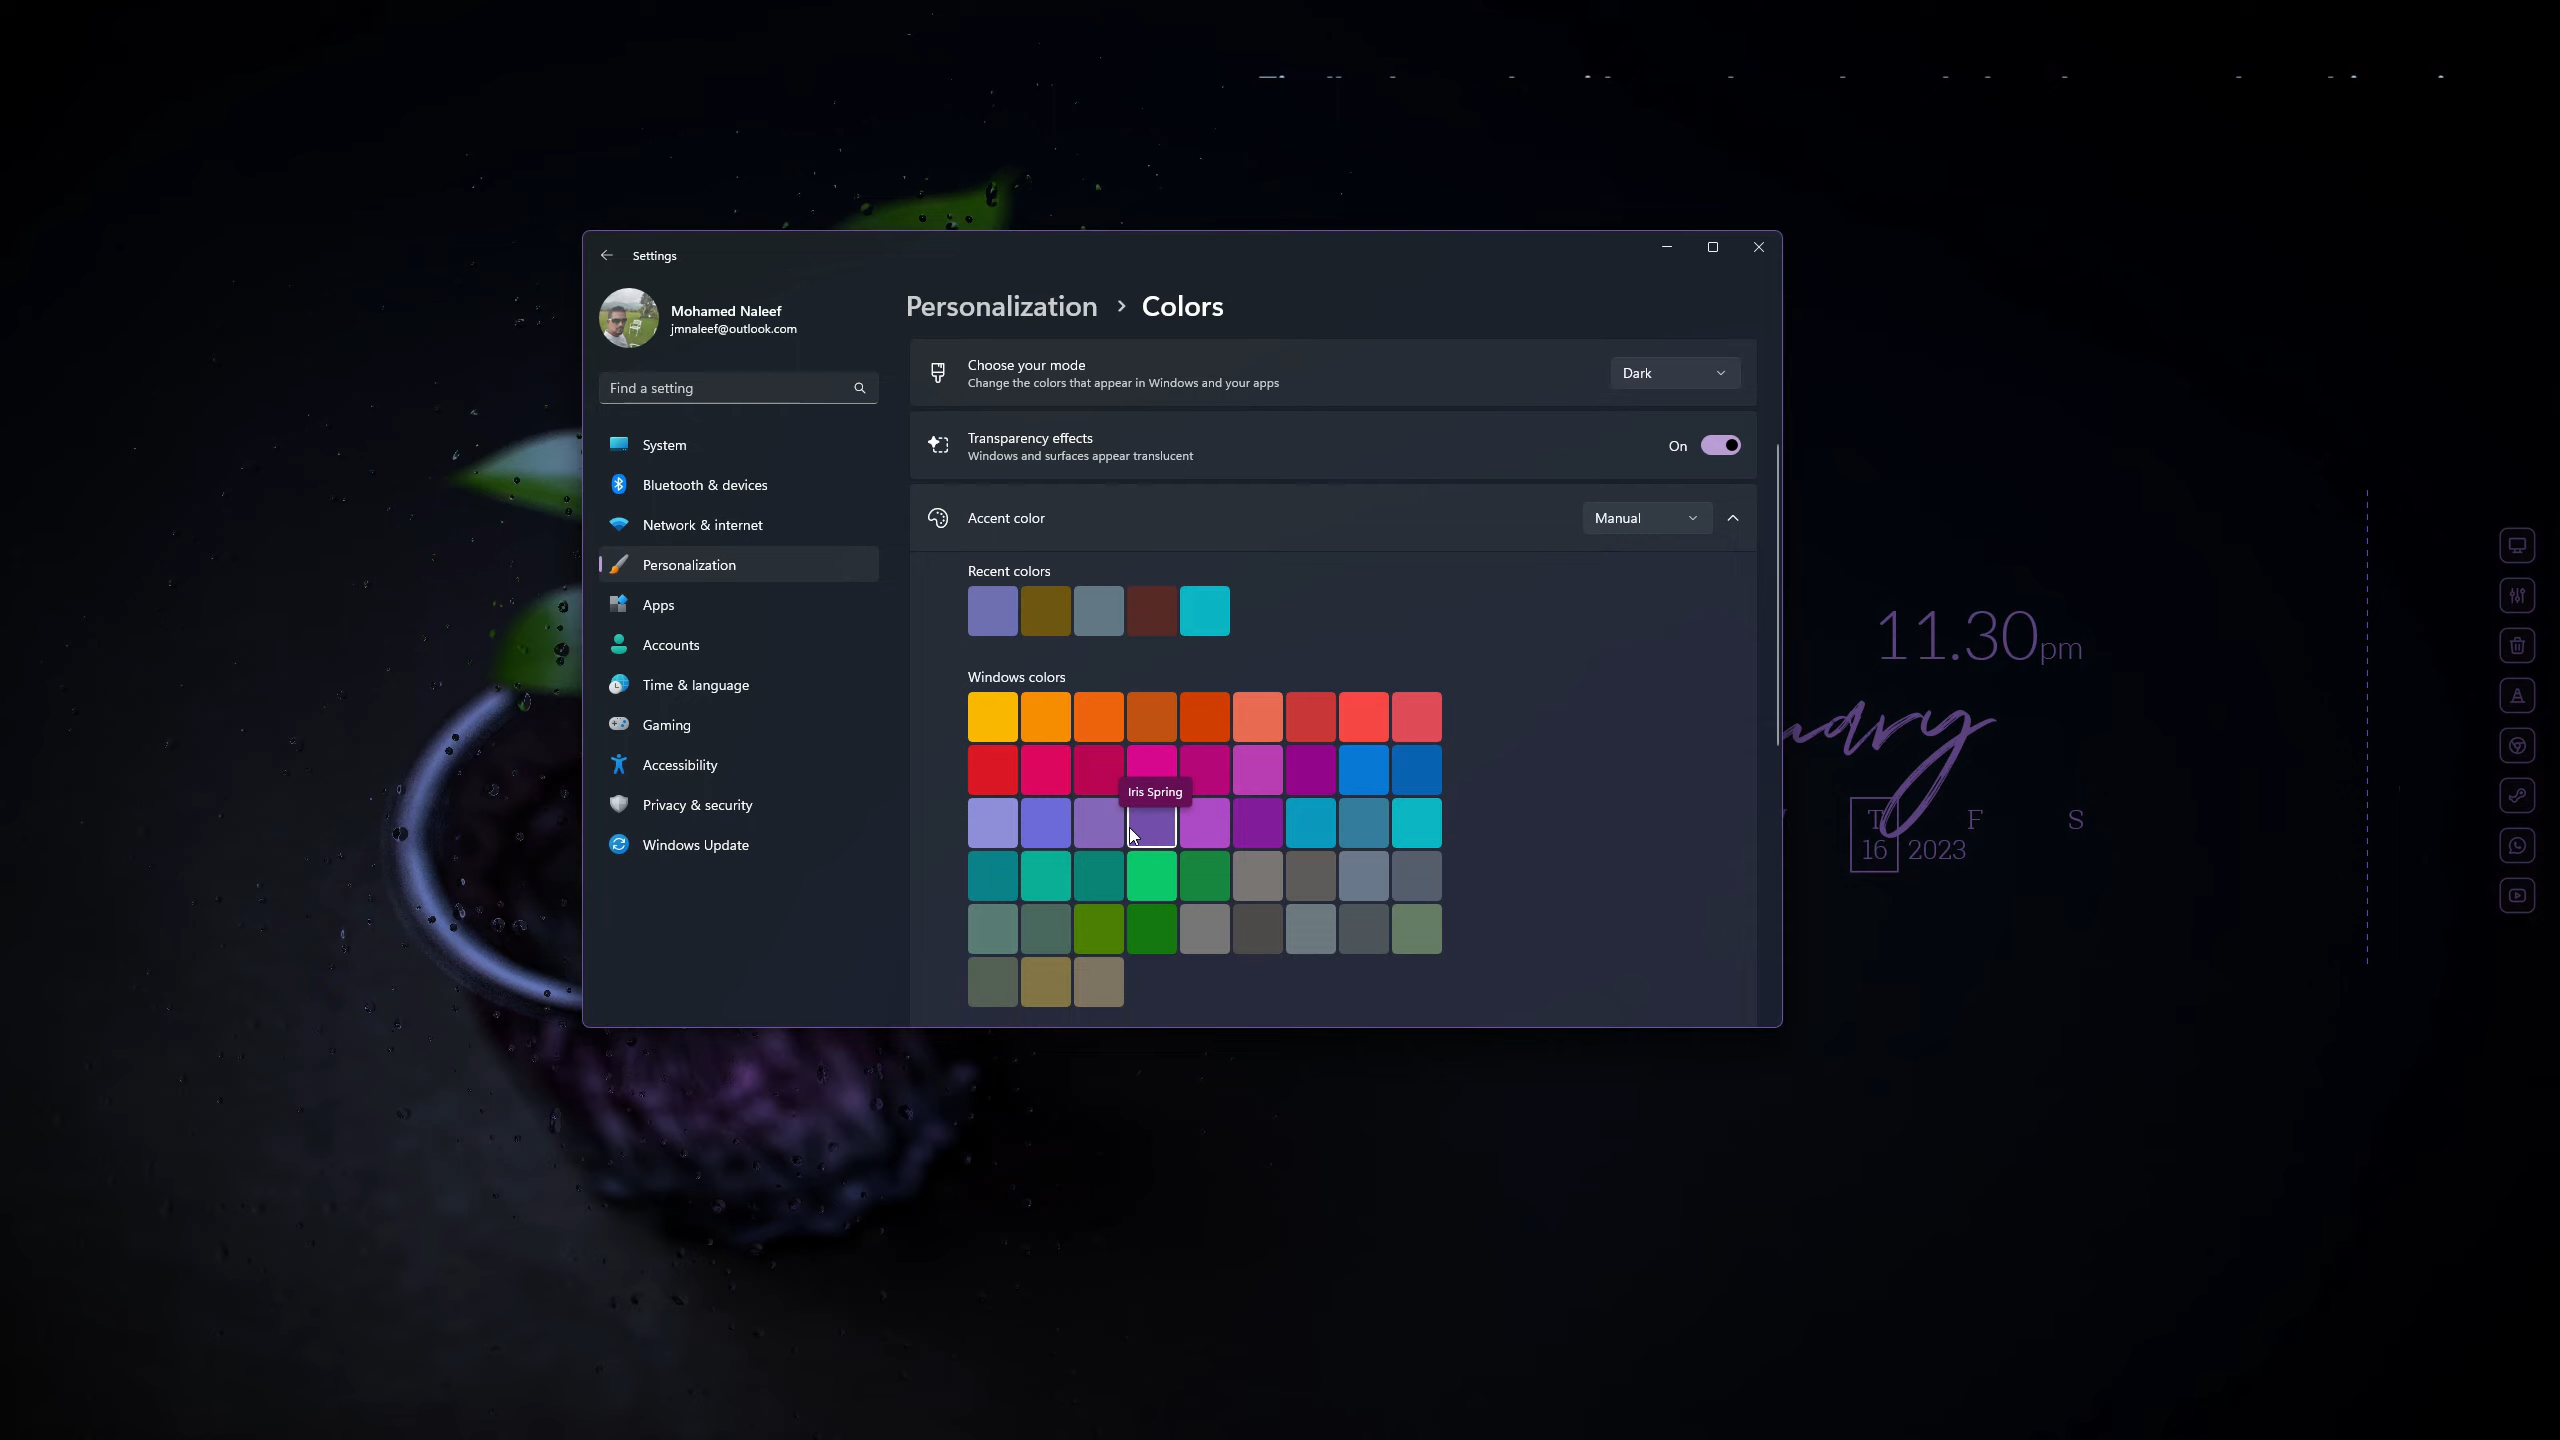 Settings
Mohamed Naleef
jmnaleef@outlook.com
Find a setting
System
Bluetooth & devices
Network & internet
Personalization
Apps
Accounts
Time & language
Gaming
Accessibility
Privacy & security
Windows Update
Personalization > Colors
Choose your mode
Change the colors that appear in Windows and your apps
Dark
Transparency effects
Windows and surfaces appear translucent
On
Accent color
Manual
Recent colors
Windows colors
Iris Spring
11.30pm
T F S
16 2023